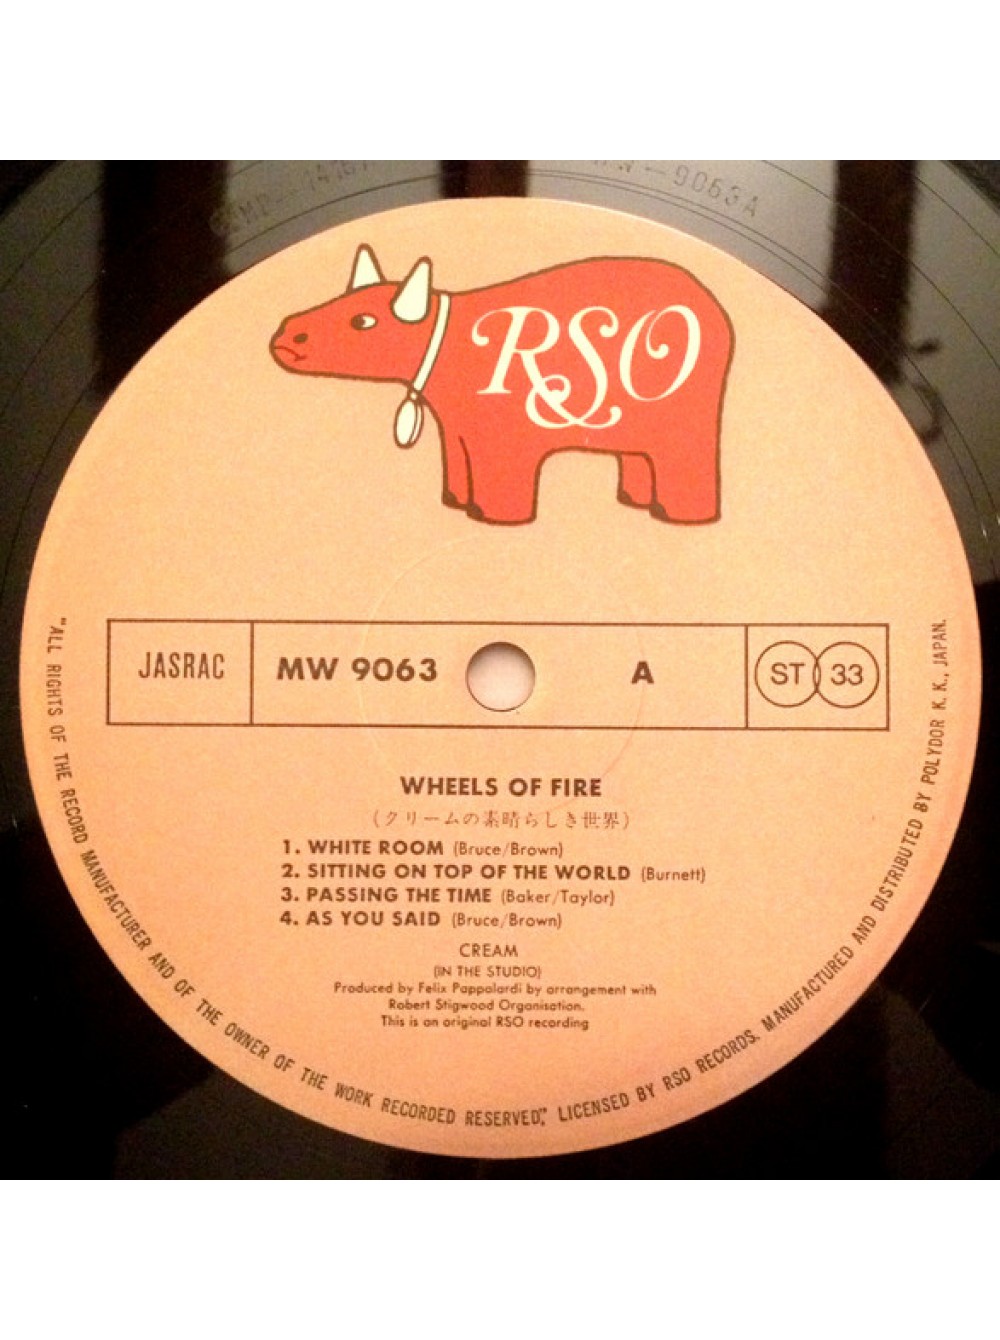 9063A
RSO
JASRAC
MW 9063
A
ST 33
WHEELS OF FIRE
(クリームの素晴らしき世界)
1. WHITE ROOM (Bruce/Brown)
2. SITTING ON TOP OF THE WORLD (Burnett)
3. PASSING THE TIME (Baker/Taylor)
4. AS YOU SAID (Bruce/Brown)
CREAM
(IN THE STUDIO)
Produced by Felix Pappalardi by arrangement with
Robert Stigwood Organisation.
This is an original RSO recording
"ALL RIGHTS OF THE RECORD MANUFACTURER AND OF THE OWNER OF THE WORK RECORDED RESERVED," LICENSED BY RSO RECORDS. MANUFACTURED AND DISTRIBUTED BY POLYDOR K. K., JAPAN.